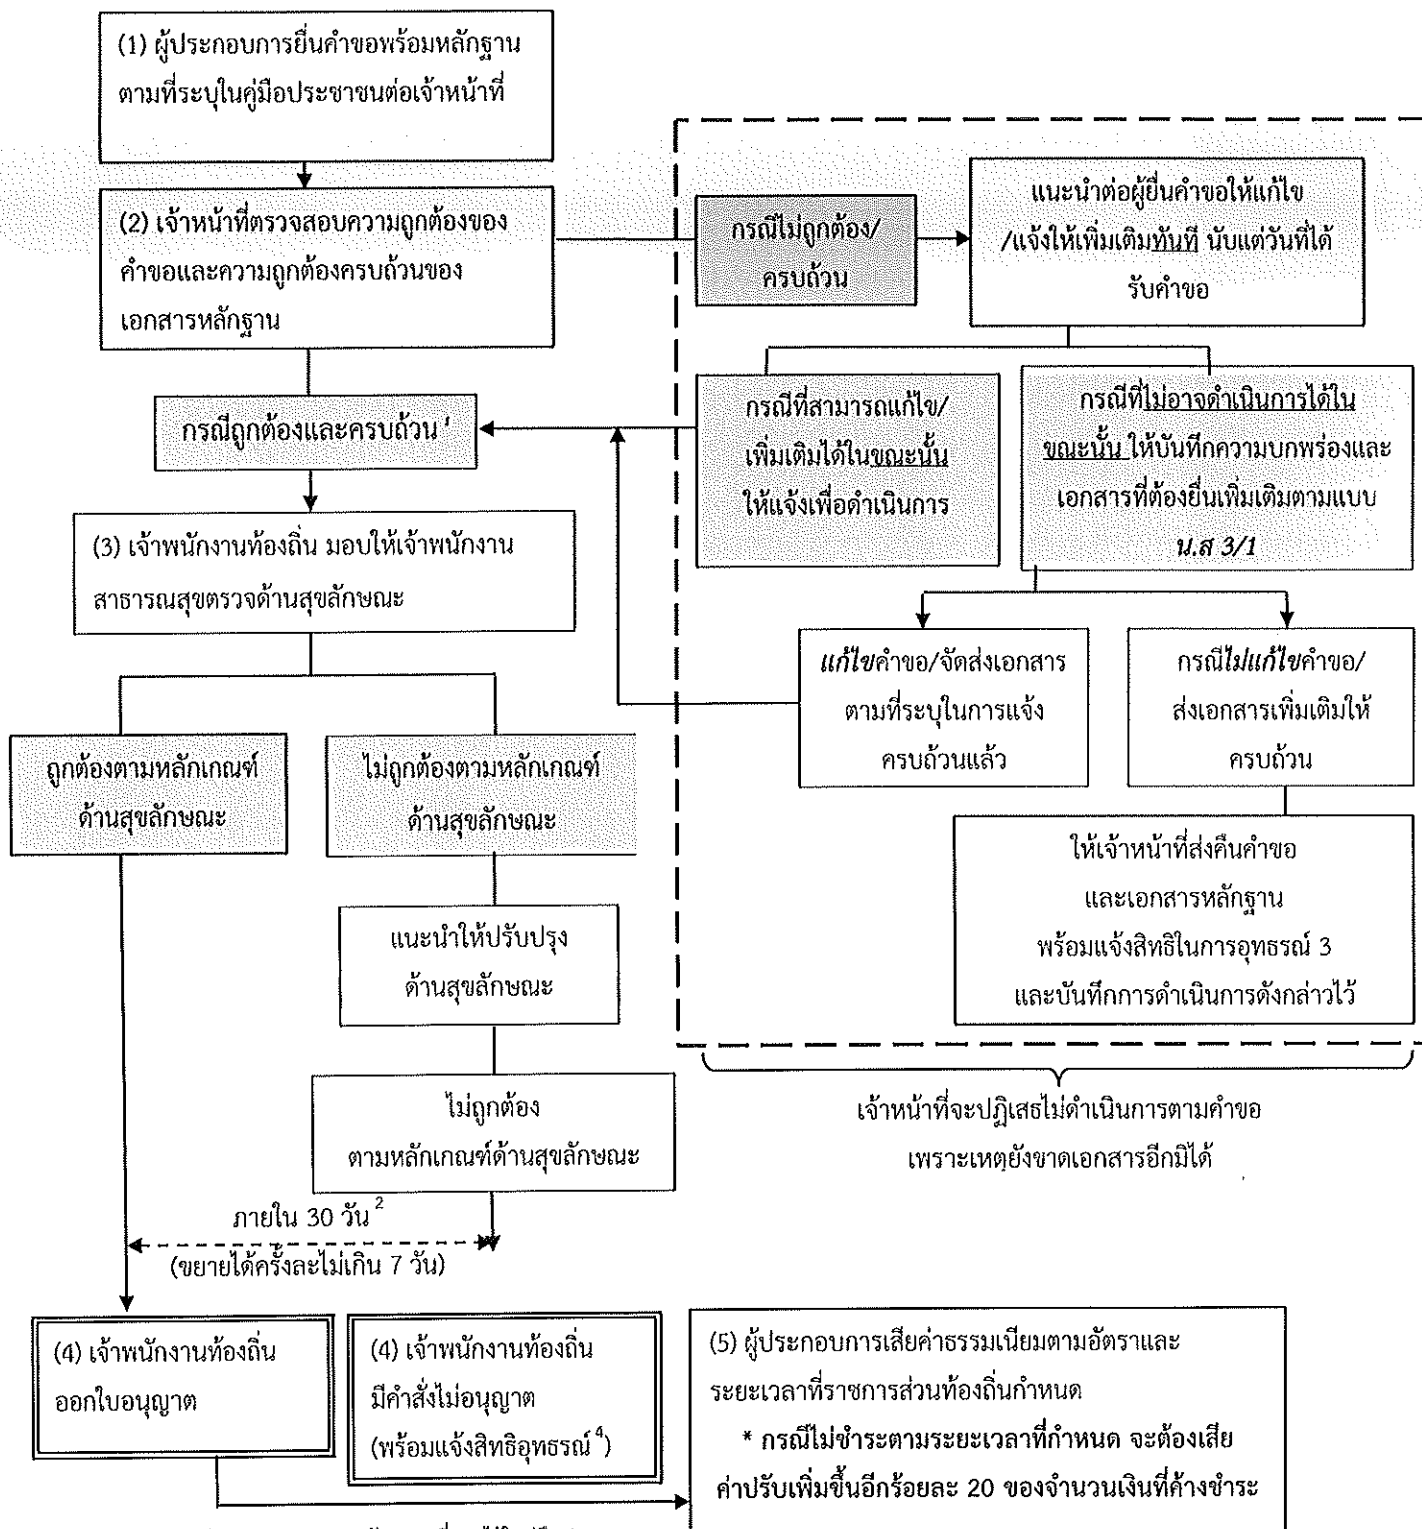 (1) ผู้ประกอบการยื่นคำขอพร้อมหลักฐาน
ตามที่ระบุในคู่มือประชาชนต่อเจ้าหน้าที่
(2) เจ้าหน้าที่ตรวจสอบความถูกต้องของ
คำขอและความถูกต้องครบถ้วนของ
เอกสารหลักฐาน
กรณีไม่ถูกต้อง/
ครบถ้วน
แนะนำต่อผู้ยื่นคำขอให้แก้ไข
/แจ้งให้เพิ่มเติมทันที นับแต่วันที่ได้
รับคำขอ
กรณีถูกต้องและครบถ้วน 1
กรณีที่สามารถแก้ไข/
เพิ่มเติมได้ในขณะนั้น
ให้แจ้งเพื่อดำเนินการ
กรณีที่ไม่อาจดำเนินการได้ใน
ขณะนั้น ให้บันทึกความบกพร่องและ
เอกสารที่ต้องยื่นเพิ่มเติมตามแบบ
น.ส 3/1
(3) เจ้าพนักงานท้องถิ่น มอบให้เจ้าพนักงาน
สาธารณสุขตรวจด้านสุขลักษณะ
แก้ไขคำขอ/จัดส่งเอกสาร
ตามที่ระบุในการแจ้ง
ครบถ้วนแล้ว
กรณีไม่แก้ไขคำขอ/
ส่งเอกสารเพิ่มเติมให้
ครบถ้วน
ถูกต้องตามหลักเกณฑ์
ด้านสุขลักษณะ
ไม่ถูกต้องตามหลักเกณฑ์
ด้านสุขลักษณะ
ให้เจ้าหน้าที่ส่งคืนคำขอ
และเอกสารหลักฐาน
พร้อมแจ้งสิทธิในการอุทธรณ์ 3
และบันทึกการดำเนินการดังกล่าวไว้
แนะนำให้ปรับปรุง
ด้านสุขลักษณะ
ไม่ถูกต้อง
ตามหลักเกณฑ์ด้านสุขลักษณะ
เจ้าหน้าที่จะปฏิเสธไม่ดำเนินการตามคำขอ
เพราะเหตุยังขาดเอกสารอีกมิได้
ภายใน 30 วัน 2
(ขยายได้ครั้งละไม่เกิน 7 วัน)
(4) เจ้าพนักงานท้องถิ่น
ออกใบอนุญาต
(4) เจ้าพนักงานท้องถิ่น
มีคำสั่งไม่อนุญาต
(พร้อมแจ้งสิทธิอุทธรณ์ 4)
(5) ผู้ประกอบการเสียค่าธรรมเนียมตามอัตราและ
ระยะเวลาที่ราชการส่วนท้องถิ่นกำหนด
* กรณีไม่ชำระตามระยะเวลาที่กำหนด จะต้องเสีย
ค่าปรับเพิ่มขึ้นอีกร้อยละ 20 ของจำนวนเงินที่ค้างชำระ